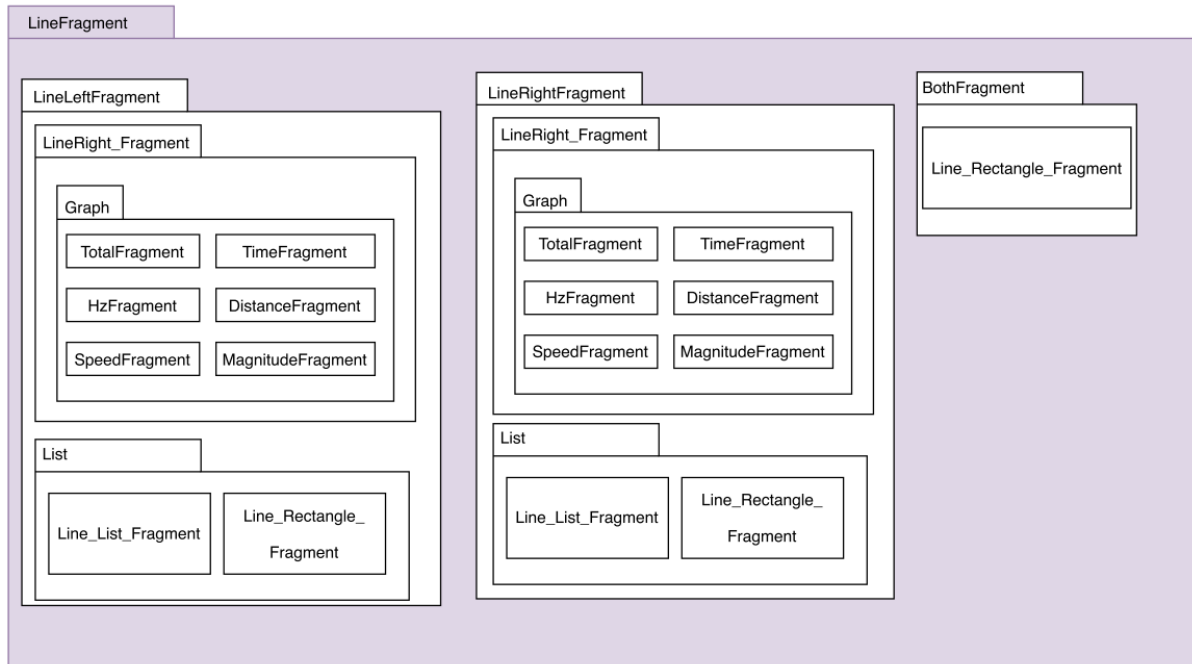 LineFragment
LineLeftFragment
LineRight_Fragment
Graph
TotalFragment
TimeFragment
HzFragment
DistanceFragment
SpeedFragment
MagnitudeFragment
List
Line_List_Fragment
Line_Rectangle_
Fragment
LineRightFragment
LineRight_Fragment
Graph
TotalFragment
TimeFragment
HzFragment
DistanceFragment
SpeedFragment
MagnitudeFragment
List
Line_List_Fragment
Line_Rectangle_
Fragment
BothFragment
Line_Rectangle_Fragment